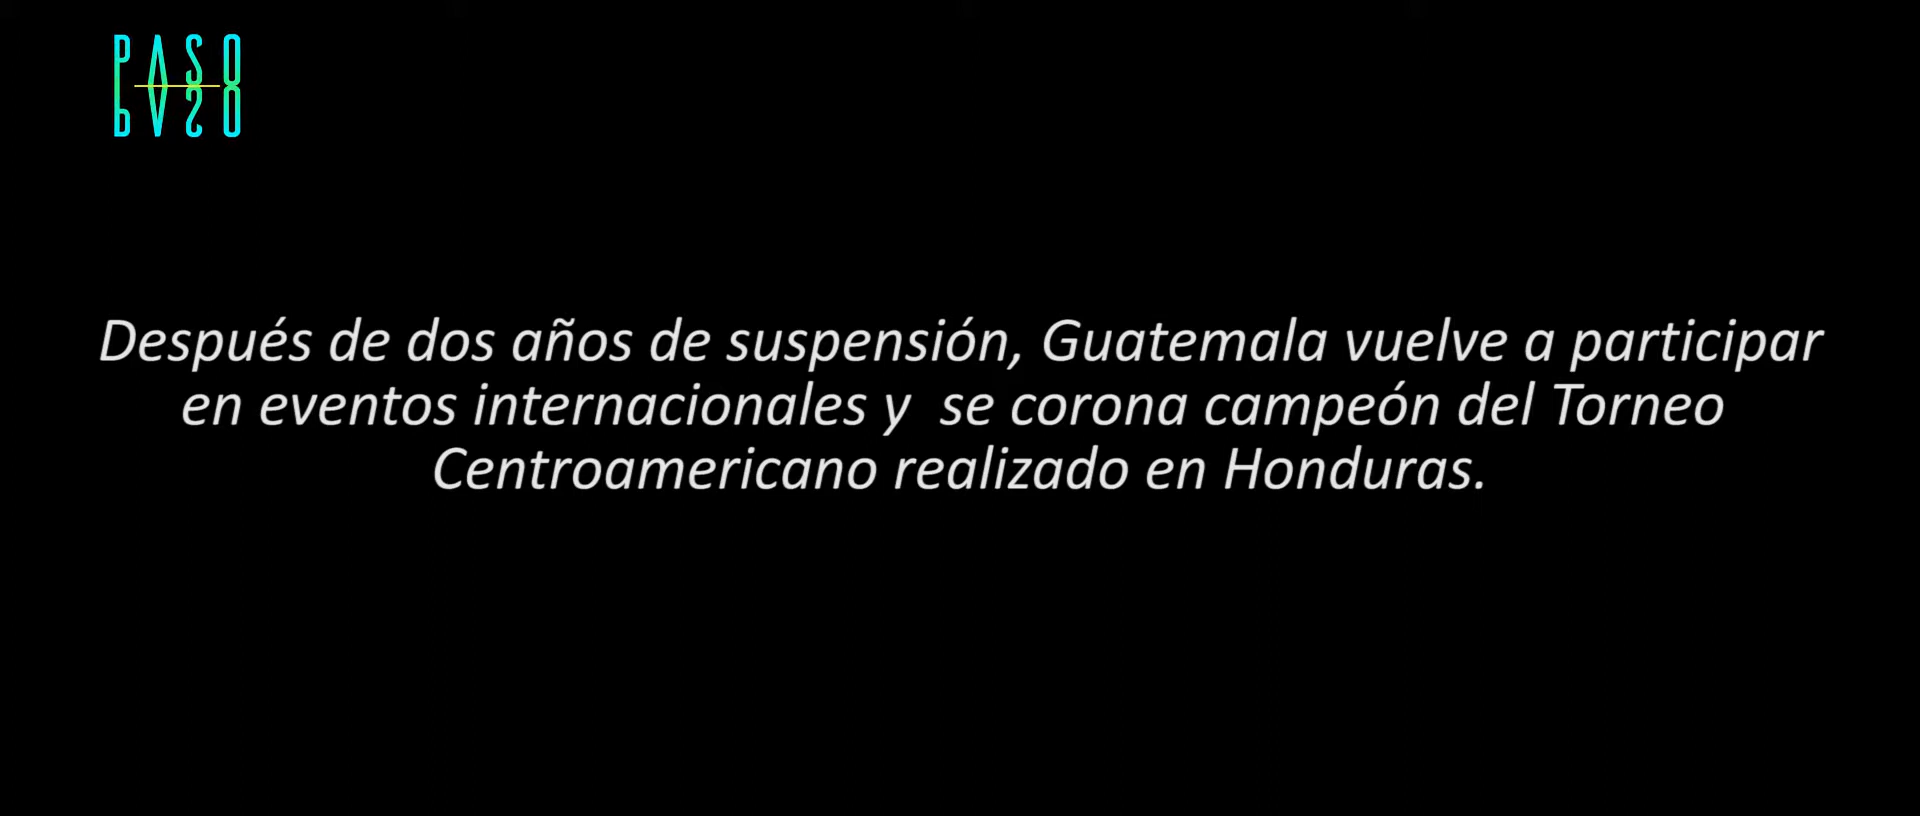 PASO
PASO
Después de dos años de suspensión, Guatemala vuelve a participar
en eventos internacionales y  se corona campeón del Torneo
Centroamericano realizado en Honduras.